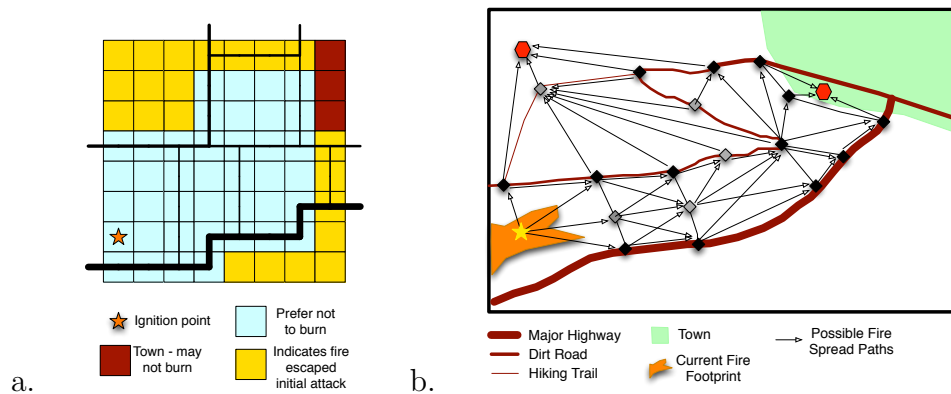 Ignition point
Prefer not
to burn
Town - may
not burn
Indicates fire
escaped
initial attack
a.
Major Highway
Dirt Road
Hiking Trail
Town
Current Fire
Footprint
Possible Fire
Spread Paths
b.